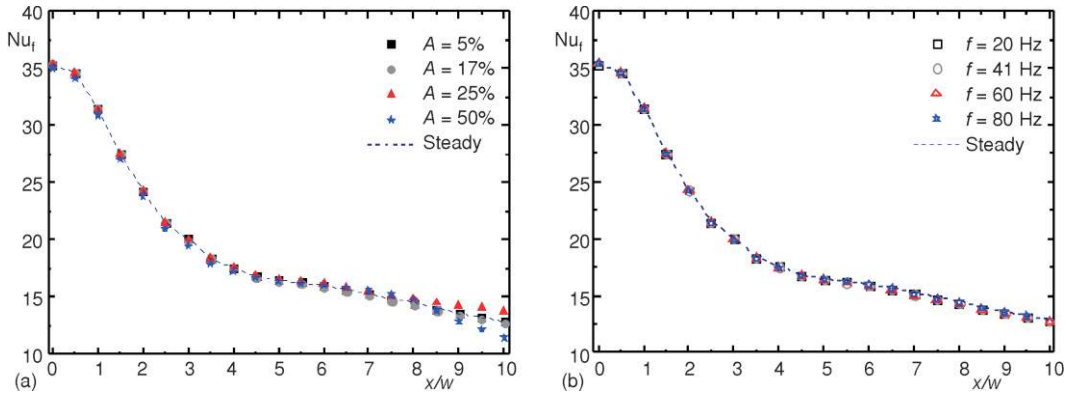 40
Nu_f
35
30
25
20
15
10
A = 5%
A = 17%
A = 25%
A = 50%
Steady
0 1 2 3 4 5 6 7 8 9 10
(a)
x/w
40
Nu_f
35
30
25
20
15
10
f = 20 Hz
f = 41 Hz
f = 60 Hz
f = 80 Hz
Steady
0 1 2 3 4 5 6 7 8 9 10
(b)
x/w